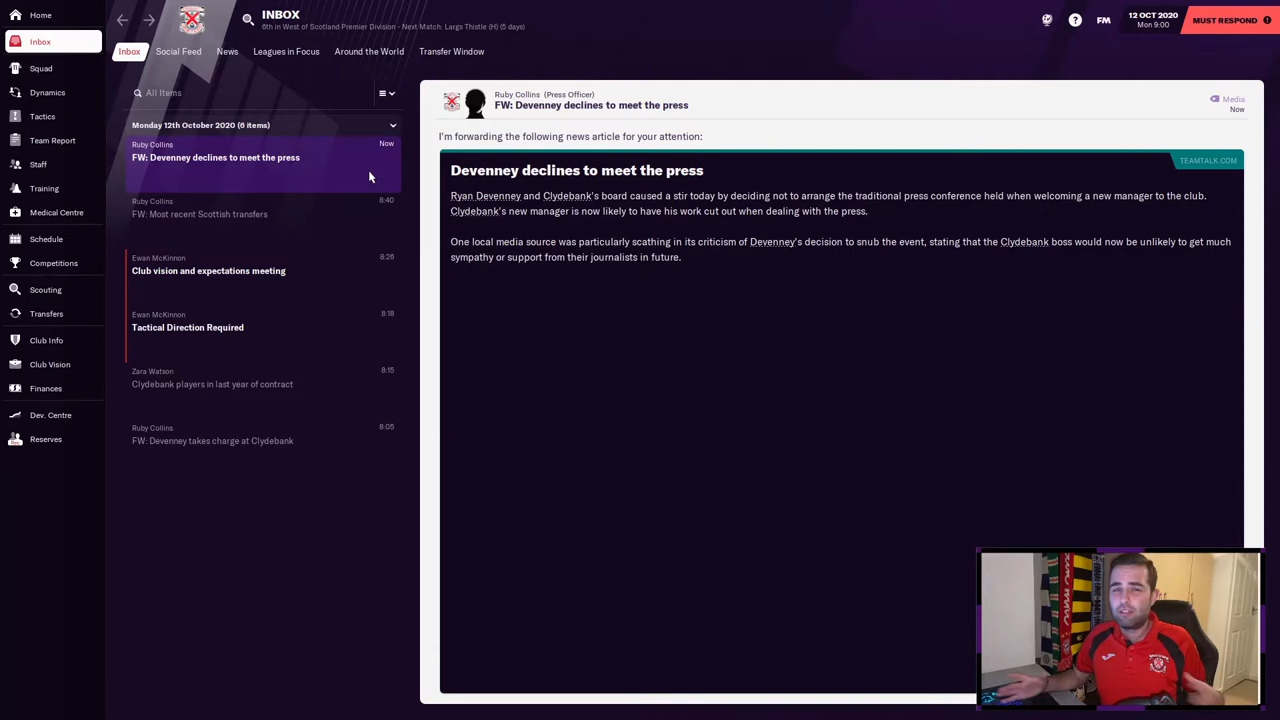 Home
Inbox
Squad
Dynamics
Tactics
Team Report
Staff
Training
Medical Centre
Schedule
Competitions
Scouting
Transfers
Club Info
Club Vision
Finances
Dev. Centre
Reserves
INBOX
6th in West of Scotland Premier Division - Next Match: Largs Thistle (H) (5 days)
FM
12 OCT 2020
Mon 9:00
MUST RESPOND
Inbox Social Feed News Leagues in Focus Around the World Transfer Window
All Items
Monday 12th October 2020 (6 items)
Ruby Collins Now
FW: Devenney declines to meet the press
Ruby Collins 8:40
FW: Most recent Scottish transfers
Ewan McKinnon 8:26
Club vision and expectations meeting
Ewan McKinnon 8:18
Tactical Direction Required
Zara Watson 8:15
Clydebank players in last year of contract
Ruby Collins 8:05
FW: Devenney takes charge at Clydebank
Ruby Collins (Press Officer)
FW: Devenney declines to meet the press
Media
Now
I'm forwarding the following news article for your attention:
TEAMTALK.COM
Devenney declines to meet the press
Ryan Devenney and Clydebank's board caused a stir today by deciding not to arrange the traditional press conference held when welcoming a new manager to the club.
Clydebank's new manager is now likely to have his work cut out when dealing with the press.
One local media source was particularly scathing in its criticism of Devenney's decision to snub the event, stating that the Clydebank boss would now be unlikely to get much
sympathy or support from their journalists in future.